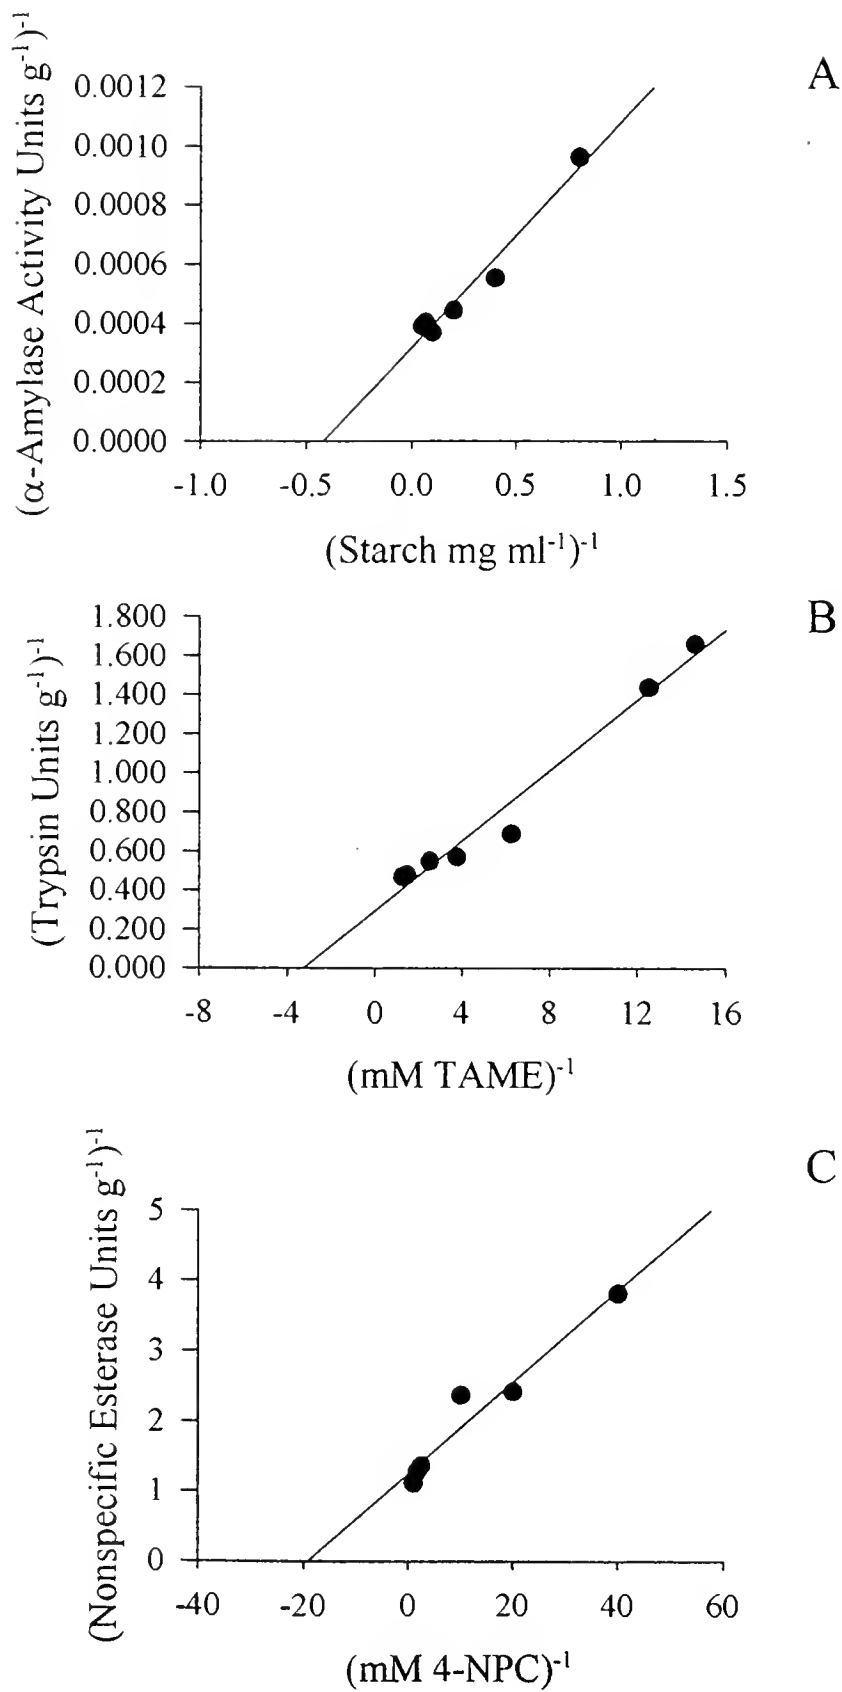 A
(α-Amylase Activity Units g⁻¹)⁻¹
0.0012
0.0010
0.0008
0.0006
0.0004
0.0002
0.0000
-1.0 -0.5 0.0 0.5 1.0 1.5
(Starch mg ml⁻¹)⁻¹
B
(Trypsin Units g⁻¹)⁻¹
1.800
1.600
1.400
1.200
1.000
0.800
0.600
0.400
0.200
0.000
-8 -4 0 4 8 12 16
(mM TAME)⁻¹
C
(Nonspecific Esterase Units g⁻¹)⁻¹
5
4
3
2
1
0
-40 -20 0 20 40 60
(mM 4-NPC)⁻¹